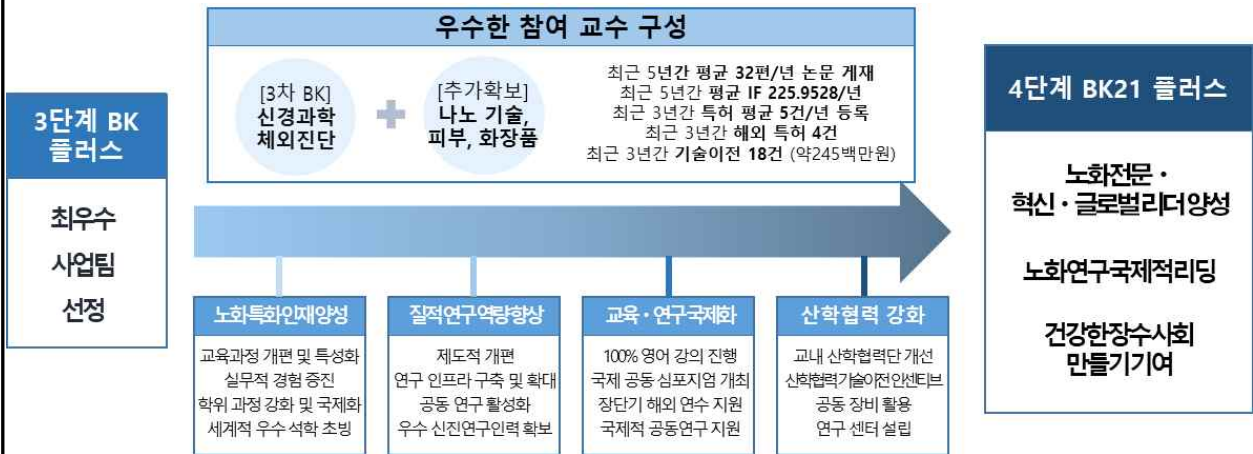 우수한 참여 교수 구성
[3차 BK]
신경과학
체외진단
[추가확보]
나노 기술,
피부, 화장품
최근 5년간 평균 32편/년 논문 게재
최근 5년간 평균 IF 225.9528/년
최근 3년간 특허 평균 5건/년 등록
최근 3년간 해외 특허 4건
최근 3년간 기술이전 18건 (약245백만원)
3단계 BK
플러스
최우수
사업팀
선정
노화특화인재양성
교육과정 개편 및 특성화
실무적 경험 증진
학위 과정 강화 및 국제화
세계적 우수 석학 초빙
질적연구역량향상
제도적 개편
연구 인프라 구축 및 확대
공동 연구 활성화
우수 신진연구인력 확보
교육・연구국제화
100% 영어 강의 진행
국제 공동 심포지엄 개최
장단기 해외 연수 지원
국제적 공동연구 지원
산학협력 강화
교내 산학협력단 개선
산학협력기술이전인센티브
공동 장비 활용
연구 센터 설립
4단계 BK21 플러스
노화전문・
혁신・글로벌리더양성
노화연구국제적리딩
건강한장수사회
만들기기여